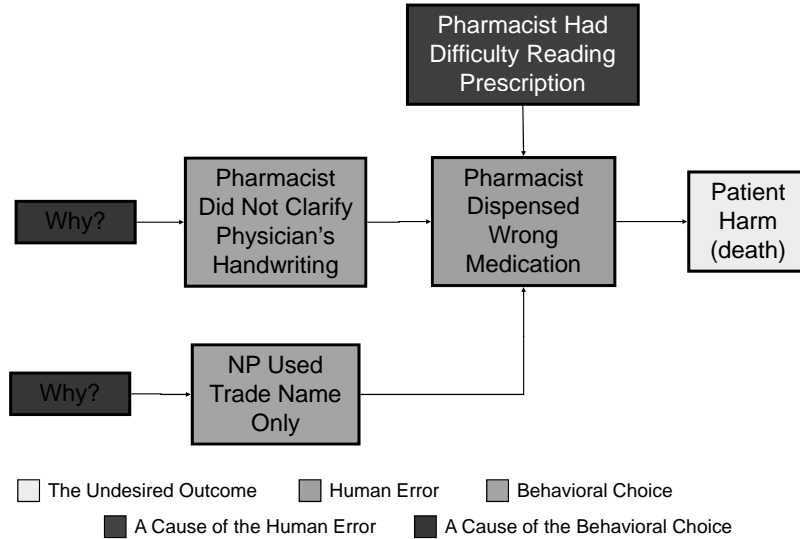 Pharmacist Had
Difficulty Reading
Prescription
Why?
Pharmacist
Did Not Clarify
Physician's
Handwriting
Pharmacist
Dispensed
Wrong
Medication
Patient
Harm
(death)
Why?
NP Used
Trade Name
Only
The Undesired Outcome
Human Error
Behavioral Choice
A Cause of the Human Error
A Cause of the Behavioral Choice